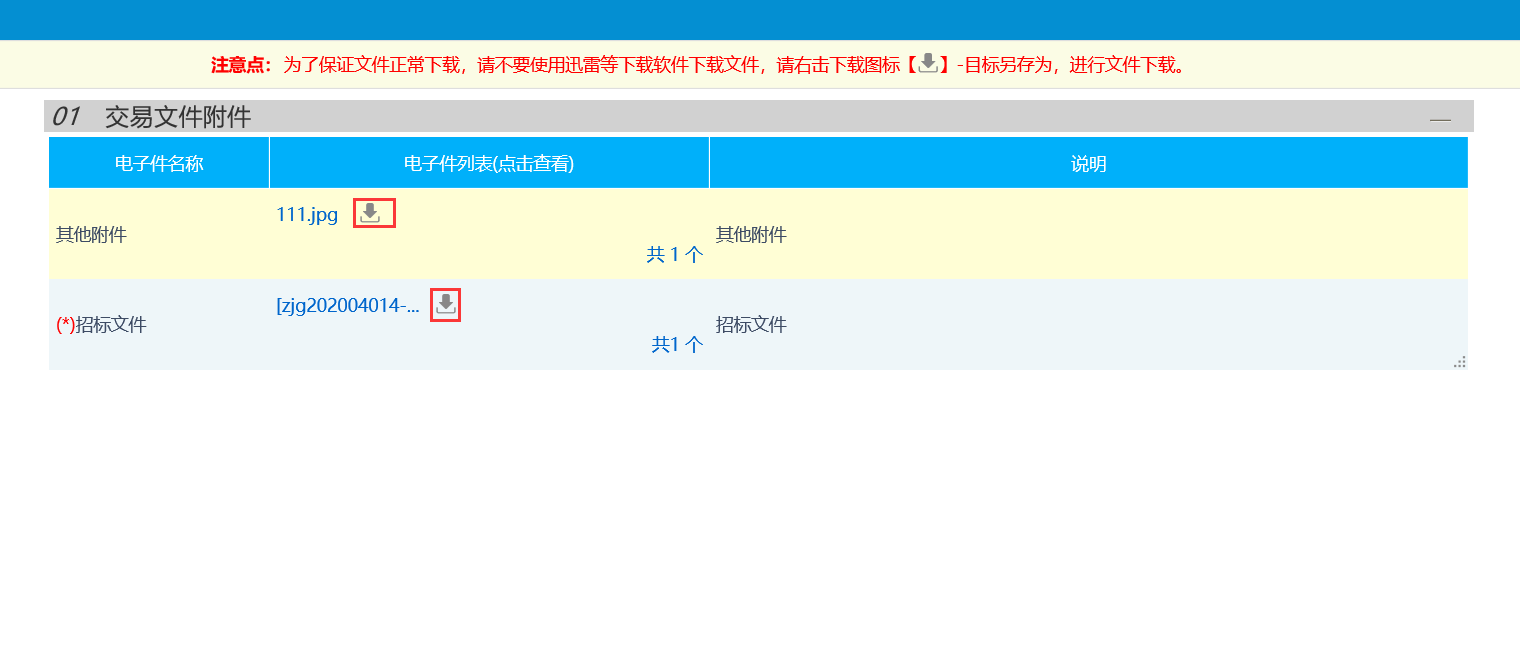 注意点：为了保证文件正常下载，请不要使用迅雷等下载软件下载文件，请右击下载图标【】-目标另存为，进行文件下载。
01 交易文件附件
电子件名称 电子件列表(点击查看) 说明
其他附件 111.jpg 其他附件
共 1 个
(*)招标文件 [zjg202004014-... 招标文件
共1 个